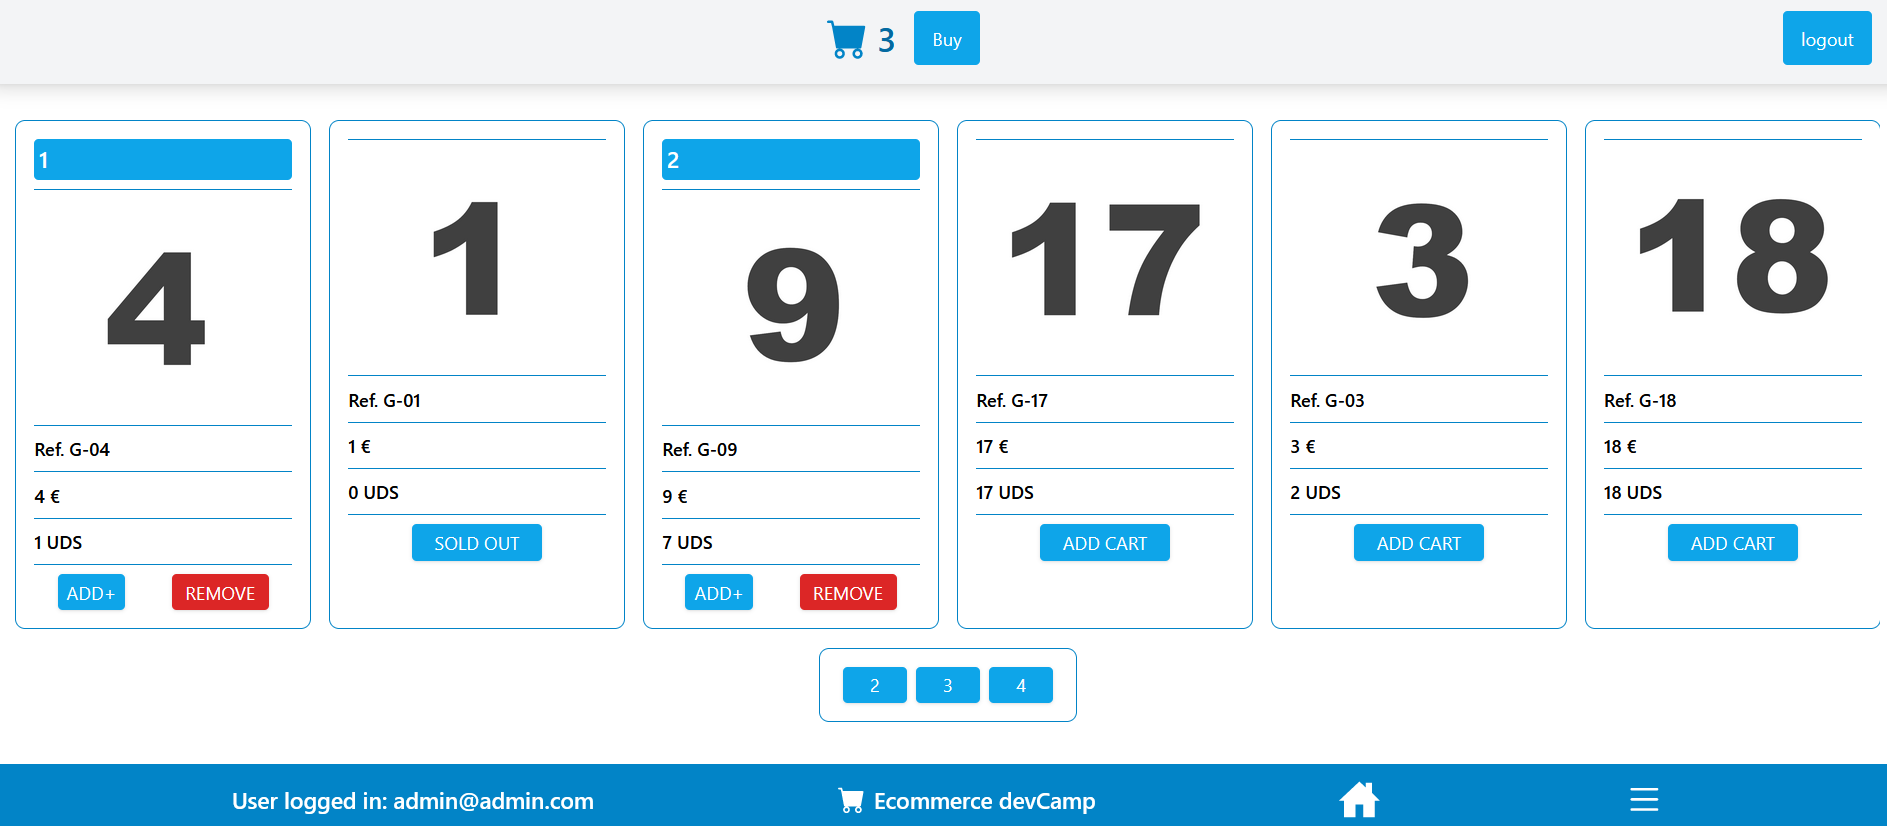 3 Buy logout
1
4
Ref. G-04
4 €
1 UDS
ADD+ REMOVE
1
Ref. G-01
1 €
0 UDS
SOLD OUT
2
9
Ref. G-09
9 €
7 UDS
ADD+ REMOVE
17
Ref. G-17
17 €
17 UDS
ADD CART
3
Ref. G-03
3 €
2 UDS
ADD CART
18
Ref. G-18
18 €
18 UDS
ADD CART
2 3 4
User logged in: admin@admin.com Ecommerce devCamp